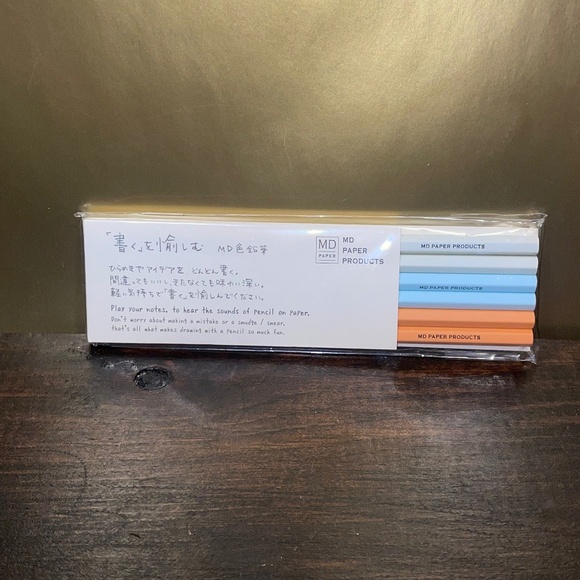 「書く」を愉しむ MD色鉛筆
ひらめきやアイデアを どんどん書く。
間違ってもいいし、きたなくても味わい深い。
軽い気持ちで「書く」を愉しんでください。
Play your notes, to hear the sounds of pencil on paper.
Don't worry about making a mistake or a smudge / smear,
that's all what makes drawing with a pencil so much fun.
MD
PAPER
MD
PAPER
PRODUCTS
MD PAPER PRODUCTS
MD PAPER PRODUCTS
MD PAPER PRODUCTS